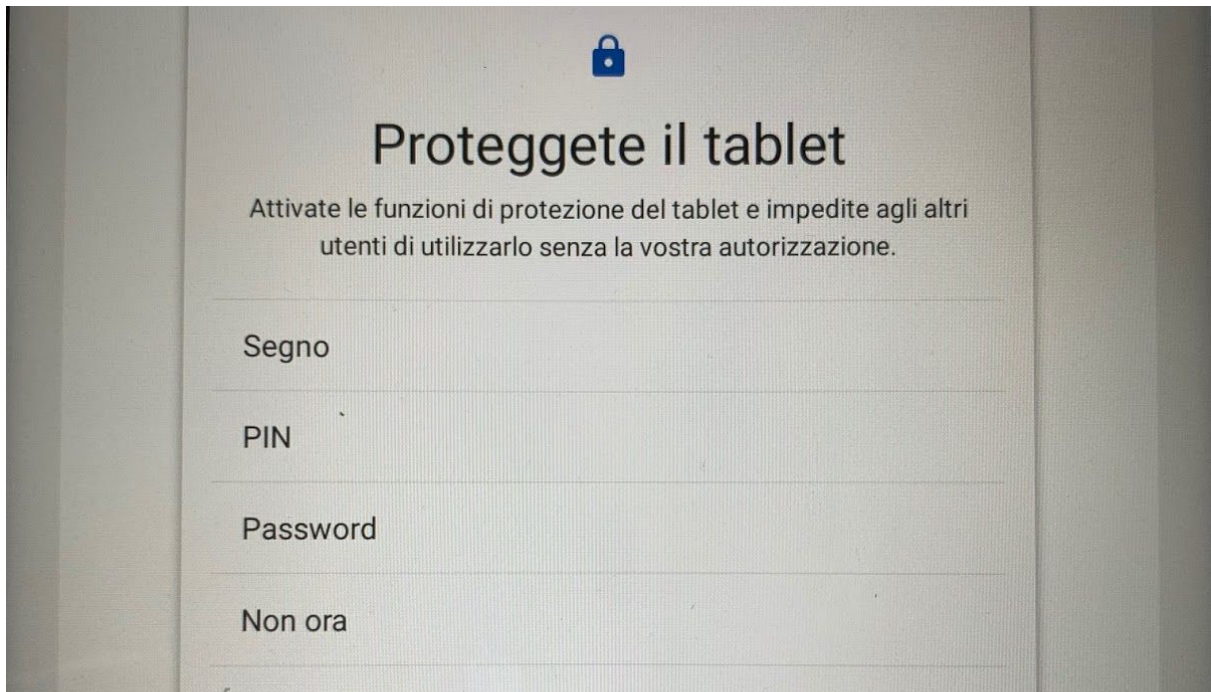 Proteggete il tablet
Attivate le funzioni di protezione del tablet e impedite agli altri
utenti di utilizzarlo senza la vostra autorizzazione.
Segno
PIN
Password
Non ora